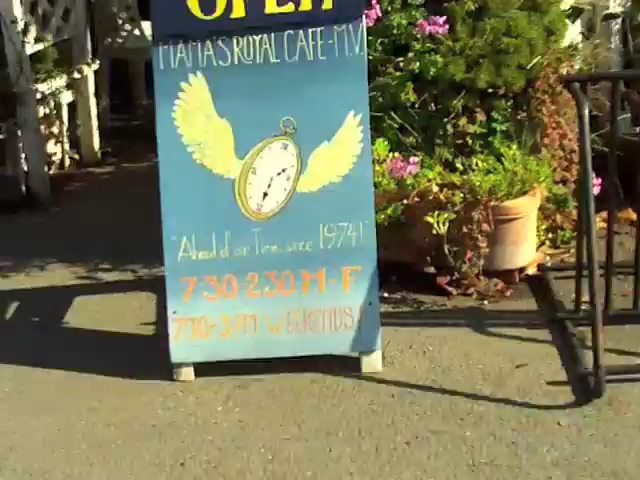 OPEN
MAMA'S ROYAL CAFE-M.V.
"Ahead of our Time, since 1974!"
7:30-2:30 M-F
7:30-3PM WEEKENDS!